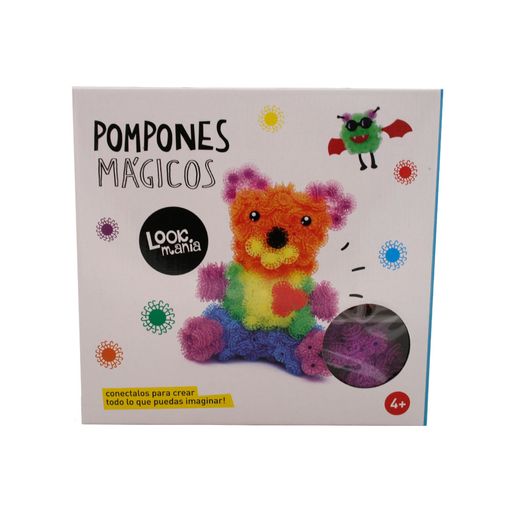 POMPONES
MÁGICOS
LOOK
mania
conectalos para crear
todo lo que puedas imaginar!
4+